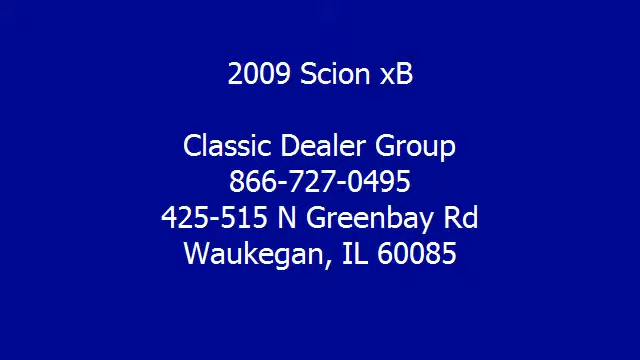 2009 Scion xB
Classic Dealer Group
866-727-0495
425-515 N Greenbay Rd
Waukegan, IL 60085